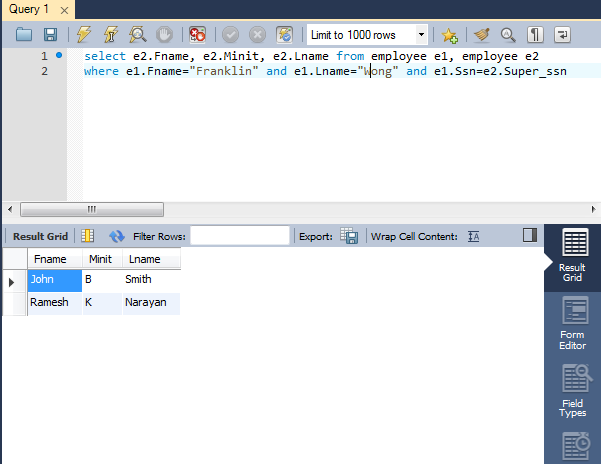 Query 1
Limit to 1000 rows
1 select e2.Fname, e2.Minit, e2.Lname from employee e1, employee e2
2 where e1.Fname="Franklin" and e1.Lname="Wong" and e1.Ssn=e2.Super_ssn
Result Grid Filter Rows: Export: Wrap Cell Content:
Fname Minit Lname
John B Smith
Ramesh K Narayan
Result
Grid
Form
Editor
Field
Types